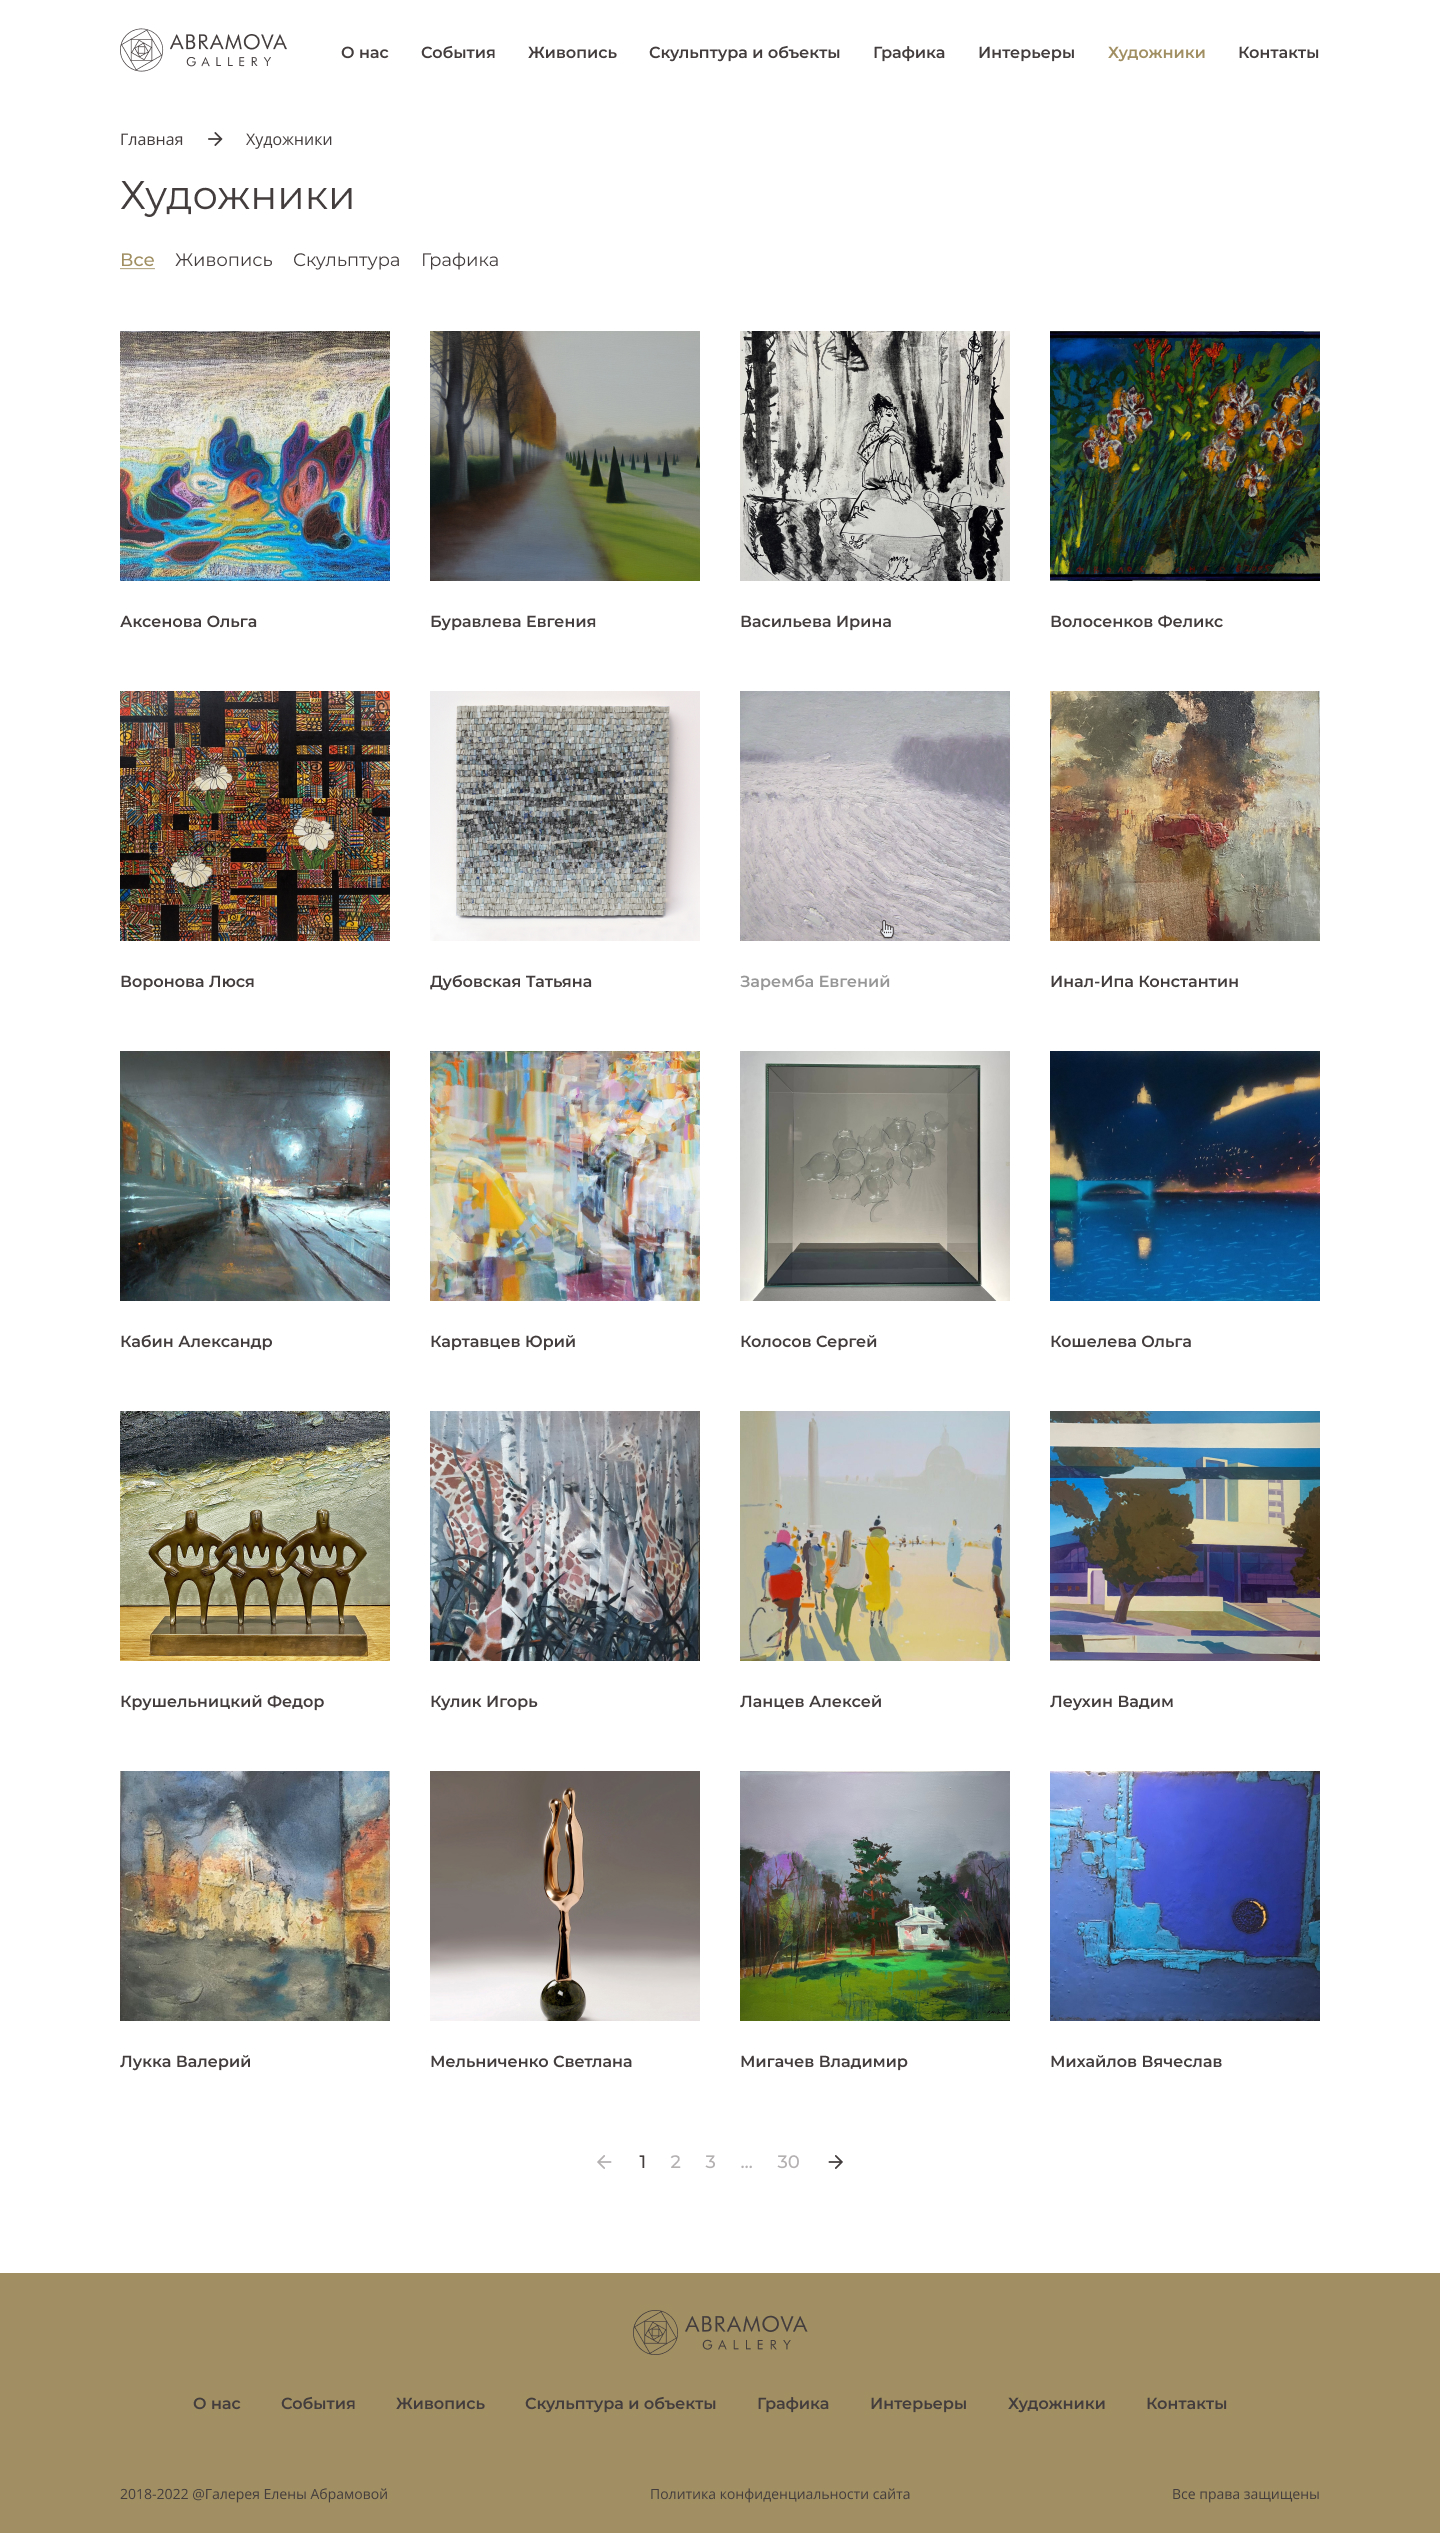 ABRAMOVA
GALLERY
О нас События Живопись Скульптура и объекты Графика Интерьеры Художники Контакты
Главная → Художники
Художники
Все Живопись Скульптура Графика
Аксенова Ольга
Буравлева Евгения
Васильева Ирина
Волосенков Феликс
Воронова Люся
Дубовская Татьяна
Заремба Евгений
Инал-Ипа Константин
Кабин Александр
Картавцев Юрий
Колосов Сергей
Кошелева Ольга
Крушельницкий Федор
Кулик Игорь
Ланцев Алексей
Леухин Вадим
Лукка Валерий
Мельниченко Светлана
Мигачев Владимир
Михайлов Вячеслав
← 1 2 3 ... 30 →
ABRAMOVA
GALLERY
О нас События Живопись Скульптура и объекты Графика Интерьеры Художники Контакты
2018-2022 @Галерея Елены Абрамовой Политика конфиденциальности сайта Все права защищены